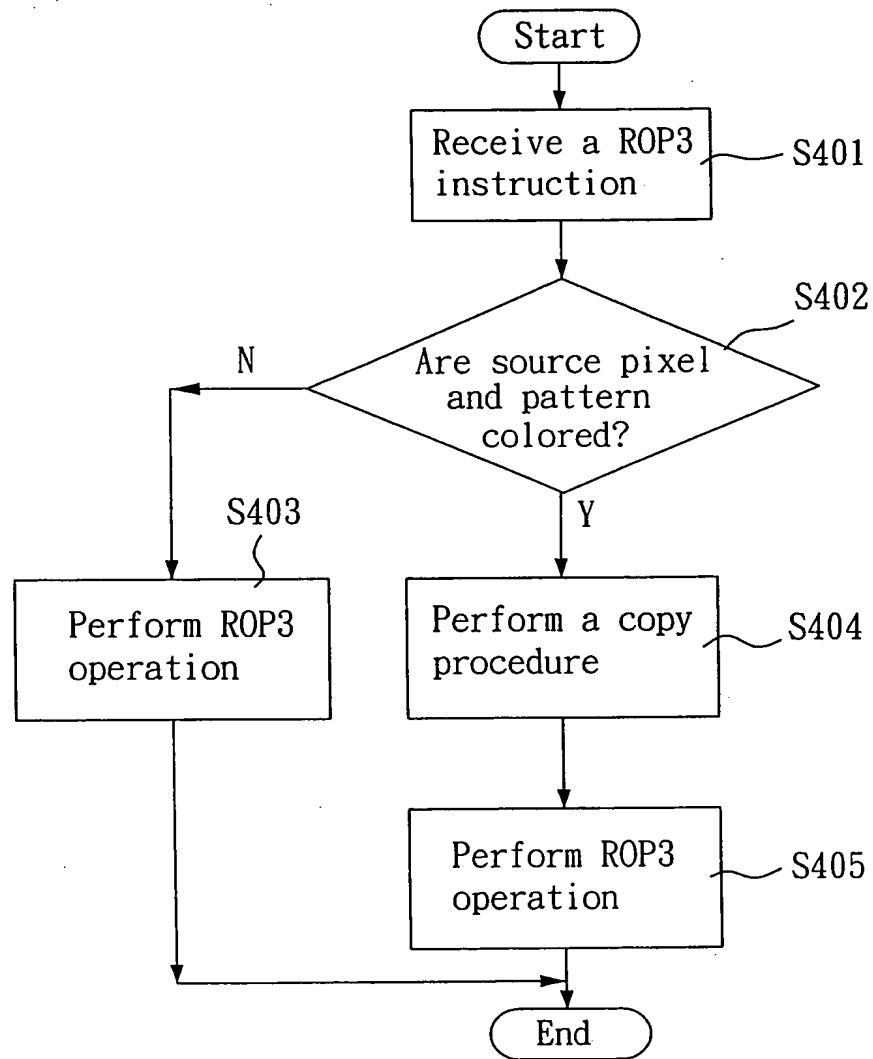 Start
Receive a ROP3
instruction
S401
S402
Are source pixel
and pattern
colored?
N
Y
S403
Perform ROP3
operation
Perform a copy
procedure
S404
Perform ROP3
operation
S405
End